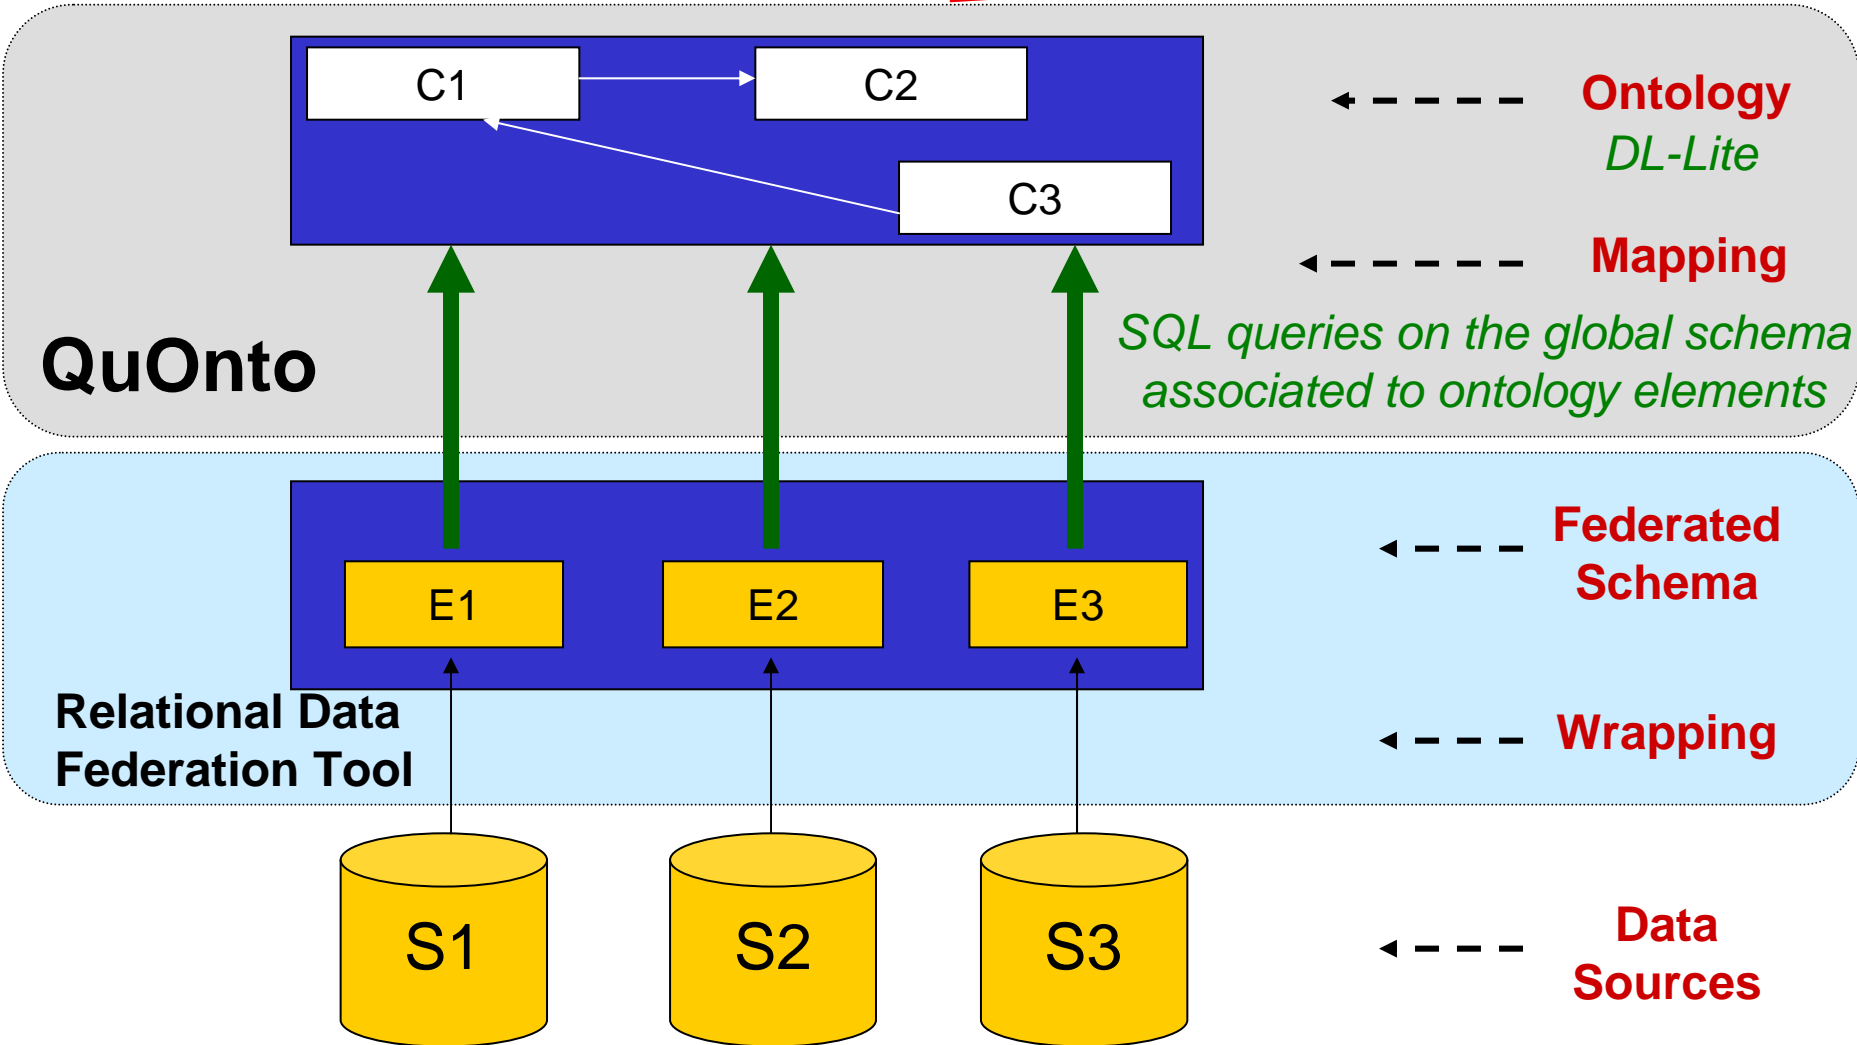 C1
C2
Ontology
DL-Lite
C3
Mapping
SQL queries on the global schema
associated to ontology elements
QuOnto
Federated
Schema
E1
E2
E3
Relational Data
Federation Tool
Wrapping
S1
S2
S3
Data
Sources